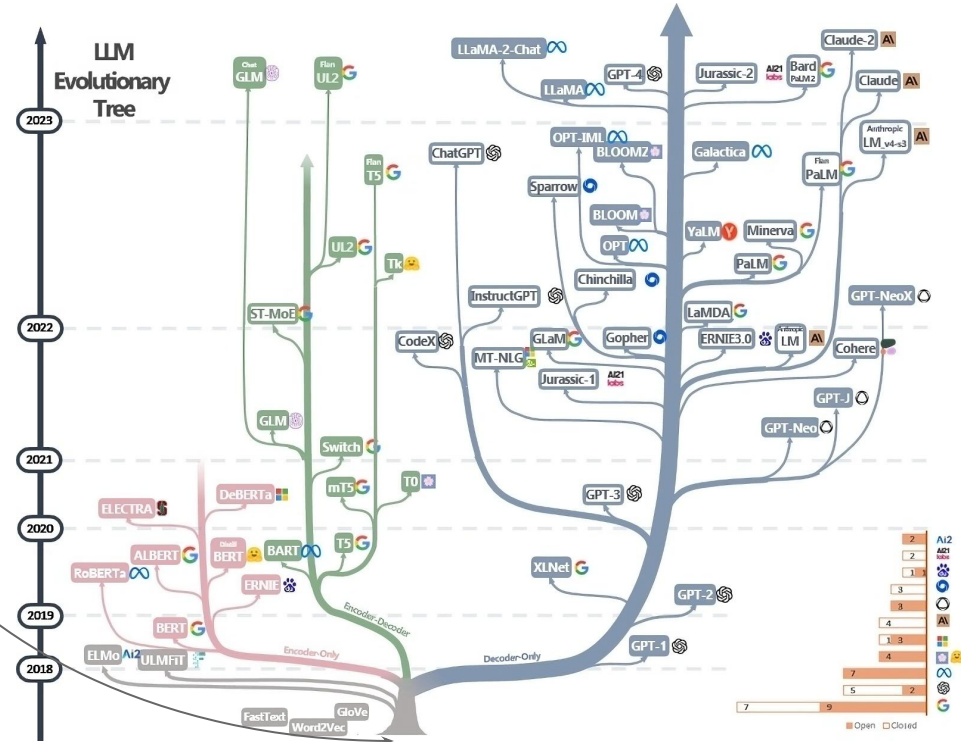 LLM
Evolutionary
Tree
2023
2022
2021
2020
2019
2018
Chat
GLM
Flan
UL2
Flan
T5
UL2
Tk
ST-MoE
GLM
Switch
mT5
T0
BART
T5
Encoder-Decoder
ELECTRA
DeBERTa
ALBERT
Distill
BERT
RoBERTa
ERNIE
BERT
Encoder-Only
ELMo Ai2
ULMFiT
FastText
Word2Vec
GloVe
LLaMA-2-Chat
LLaMA
GPT-4
Jurassic-2
AI21
labs
Bard
PaLM2
Claude-2 A\
Claude A\
ChatGPT
OPT-IML
BLOOM2
Galactica
Anthropic
LM_v4-s3 A\
Flan
PaLM
Sparrow
BLOOM
OPT
YaLM Y
Minerva
Chinchilla
PaLM
InstructGPT
GPT-NeoX
CodeX
MT-NLG
GLaM
Gopher
LaMDA
ERNIE3.0
Anthropic
LM A\
Cohere
Jurassic-1
AI21
labs
GPT-J
GPT-Neo
GPT-3
XLNet
GPT-2
GPT-1
Decoder-Only
2 Ai2
2 AI21
labs
1 1
3
3
4 A\
1 3
4
7
5 2
7 9
Open Closed